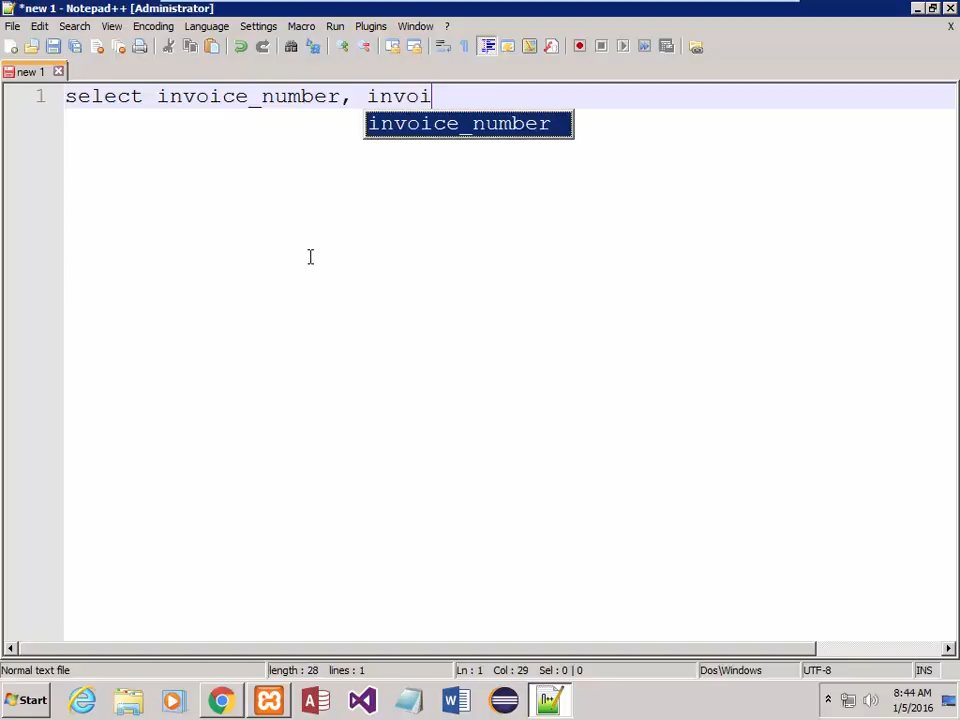 *new 1 - Notepad++ [Administrator]
File Edit Search View Encoding Language Settings Macro Run Plugins Window ? X
new 1
1 select invoice_number, invoi
invoice_number
Normal text file length : 28 lines : 1 Ln : 1 Col : 29 Sel : 0 | 0 Dos\Windows UTF-8 INS
Start 8:44 AM
1/5/2016